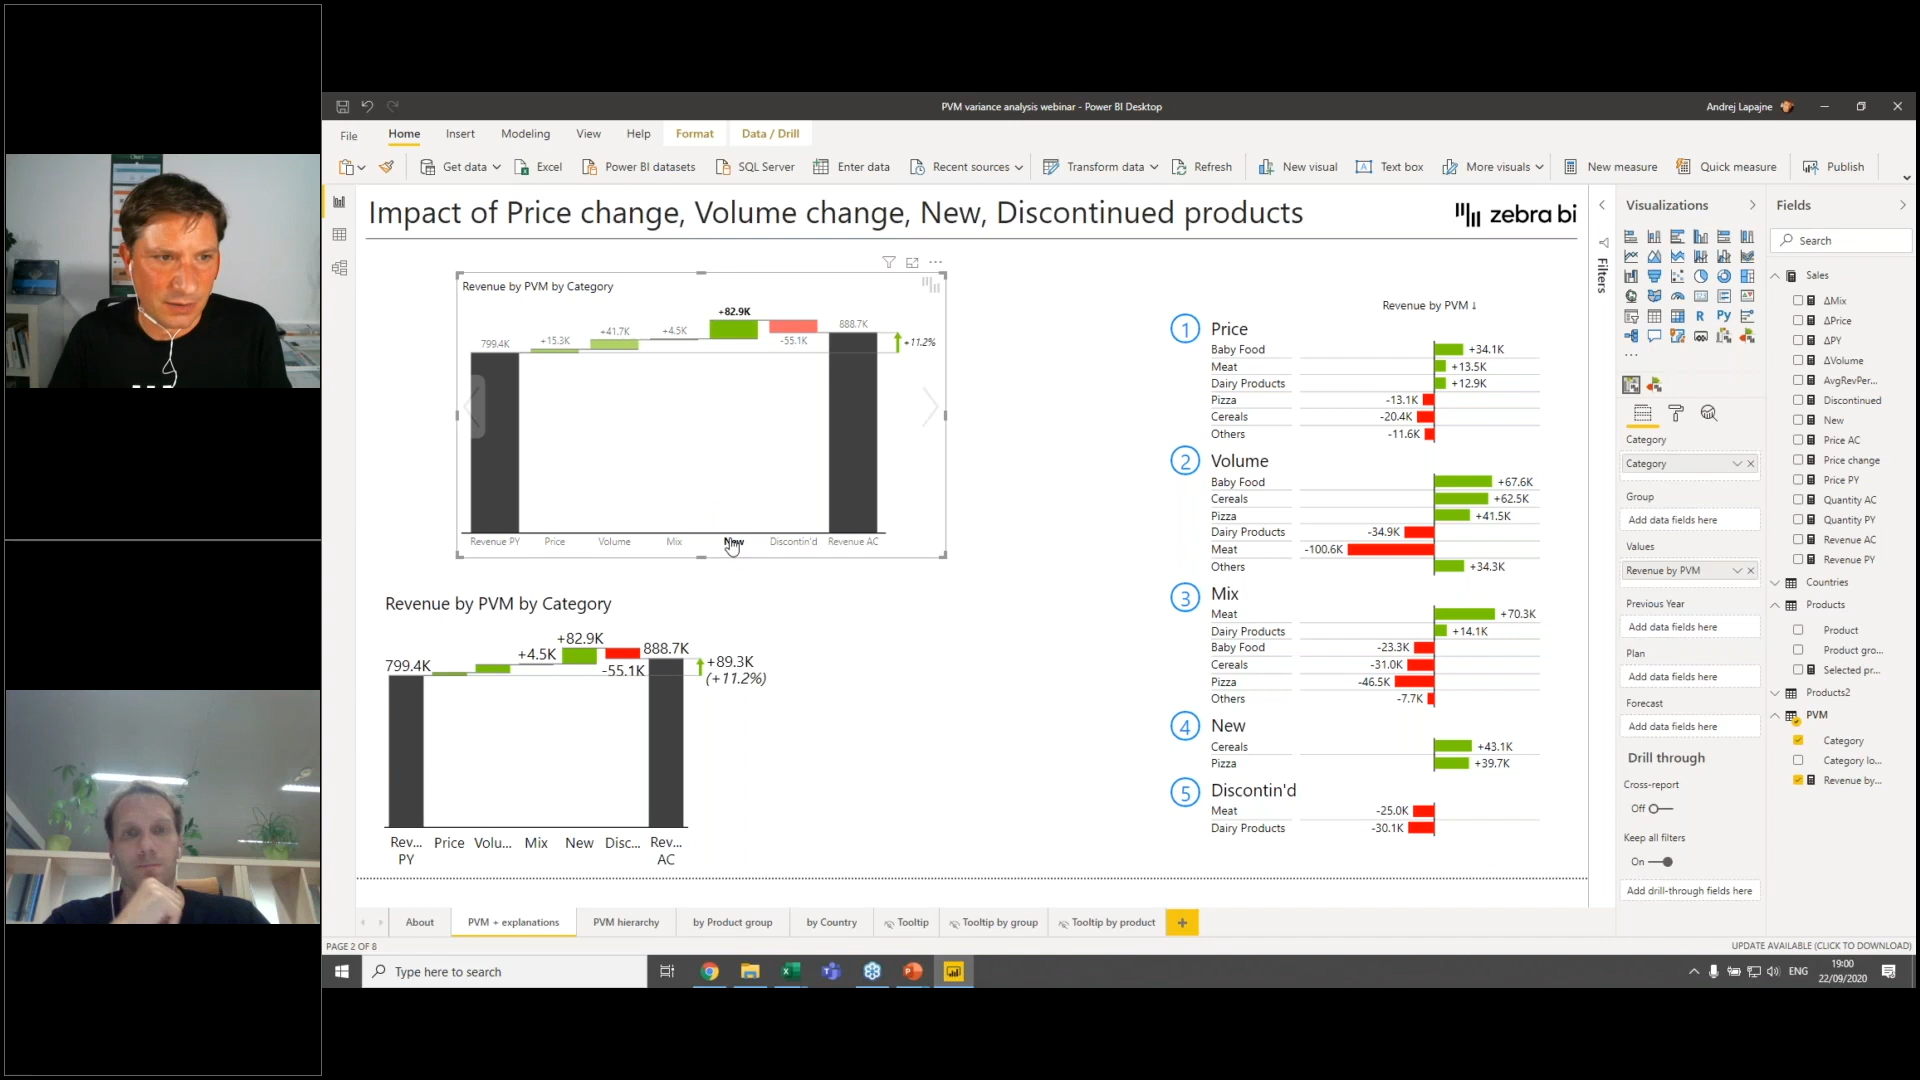 PVM variance analysis webinar - Power BI Desktop
Andrej Lapajne
File Home Insert Modeling View Help Format Data / Drill
Get data Excel Power BI datasets SQL Server Enter data Recent sources Transform data Refresh New visual Text box More visuals New measure Quick measure Publish
Impact of Price change, Volume change, New, Discontinued products
zebra bi
Revenue by PVM by Category
799.4K +15.3K +41.7K +4.5K +82.9K -55.1K 888.7K +11.2%
Revenue PY Price Volume Mix New Discontin'd Revenue AC
Revenue by PVM by Category
799.4K +4.5K +82.9K -55.1K 888.7K +89.3K
(+11.2%)
Rev... Price Volu... Mix New Disc... Rev...
PY AC
Revenue by PVM ↓
1 Price
Baby Food +34.1K
Meat +13.5K
Dairy Products +12.9K
Pizza -13.1K
Cereals -20.4K
Others -11.6K
2 Volume
Baby Food +67.6K
Cereals +62.5K
Pizza +41.5K
Dairy Products -34.9K
Meat -100.6K
Others +34.3K
3 Mix
Meat +70.3K
Dairy Products +14.1K
Baby Food -23.3K
Cereals -31.0K
Pizza -46.5K
Others -7.7K
4 New
Cereals +43.1K
Pizza +39.7K
5 Discontin'd
Meat -25.0K
Dairy Products -30.1K
Filters
Visualizations
R Py
Category
Category
Group
Add data fields here
Values
Revenue by PVM
Previous Year
Add data fields here
Plan
Add data fields here
Forecast
Add data fields here
Drill through
Cross-report
Off
Keep all filters
On
Add drill-through fields here
Fields
Search
Sales
ΔMix
ΔPrice
ΔPY
ΔVolume
AvgRevPer...
Discontinued
New
Price AC
Price change
Price PY
Quantity AC
Quantity PY
Revenue AC
Revenue PY
Countries
Products
Product
Product gro...
Selected pr...
Products2
PVM
Category
Category lo...
Revenue by...
About PVM + explanations PVM hierarchy by Product group by Country Tooltip Tooltip by group Tooltip by product +
PAGE 2 OF 8
UPDATE AVAILABLE (CLICK TO DOWNLOAD)
Type here to search
ENG
19:00
22/09/2020